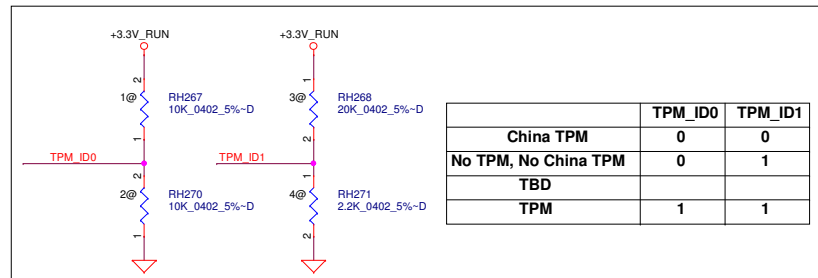 +3.3V_RUN +3.3V_RUN
2 1
1@ RH267 3@ RH268
10K_0402_5%~D 20K_0402_5%~D
1 2
TPM_ID0 TPM_ID1
2 1
2@ RH270 4@ RH271
10K_0402_5%~D 2.2K_0402_5%~D
1 2
TPM_ID0 TPM_ID1
China TPM 0 0
No TPM, No China TPM 0 1
TBD
TPM 1 1